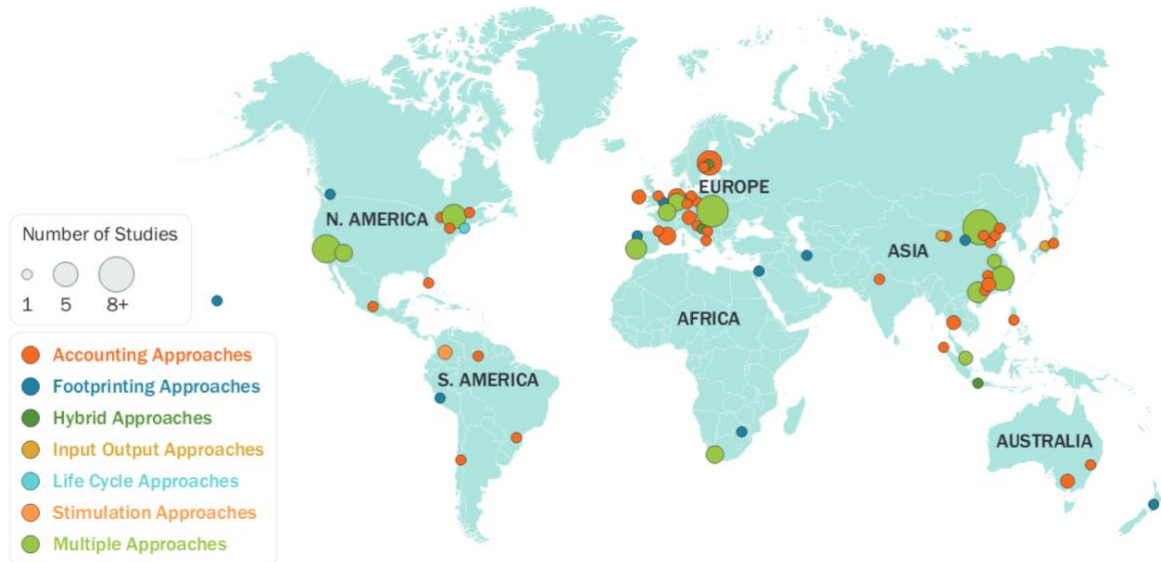 N. AMERICA
EUROPE
ASIA
AFRICA
S. AMERICA
AUSTRALIA
Number of Studies
1 5 8+
Accounting Approaches
Footprinting Approaches
Hybrid Approaches
Input Output Approaches
Life Cycle Approaches
Stimulation Approaches
Multiple Approaches